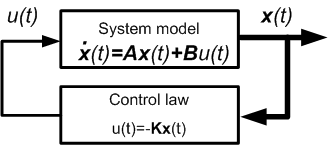 u(t)
System model
x(t)
ẋ(t)=Ax(t)+Bu(t)
Control law
u(t)=-Kx(t)